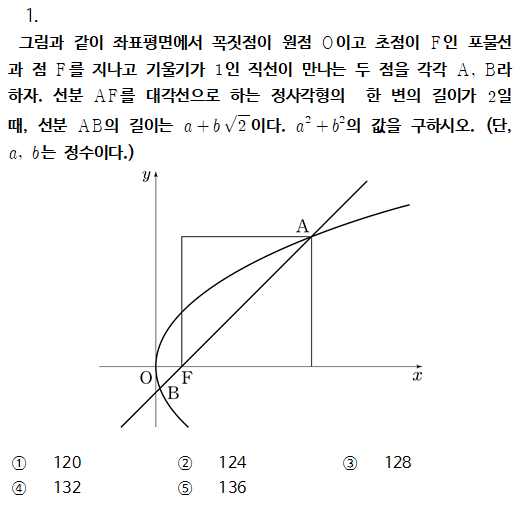 1.
그림과 같이 좌표평면에서 꼭짓점이 원점 O이고 초점이 F인 포물선
과 점 F를 지나고 기울기가 1인 직선이 만나는 두 점을 각각 A, B라
하자. 선분 AF를 대각선으로 하는 정사각형의 한 변의 길이가 2일
때, 선분 AB의 길이는 a+b√2이다. a²+b²의 값을 구하시오. (단,
a, b는 정수이다.)
y
A
O
F
B
x
① 120 ② 124 ③ 128
④ 132 ⑤ 136